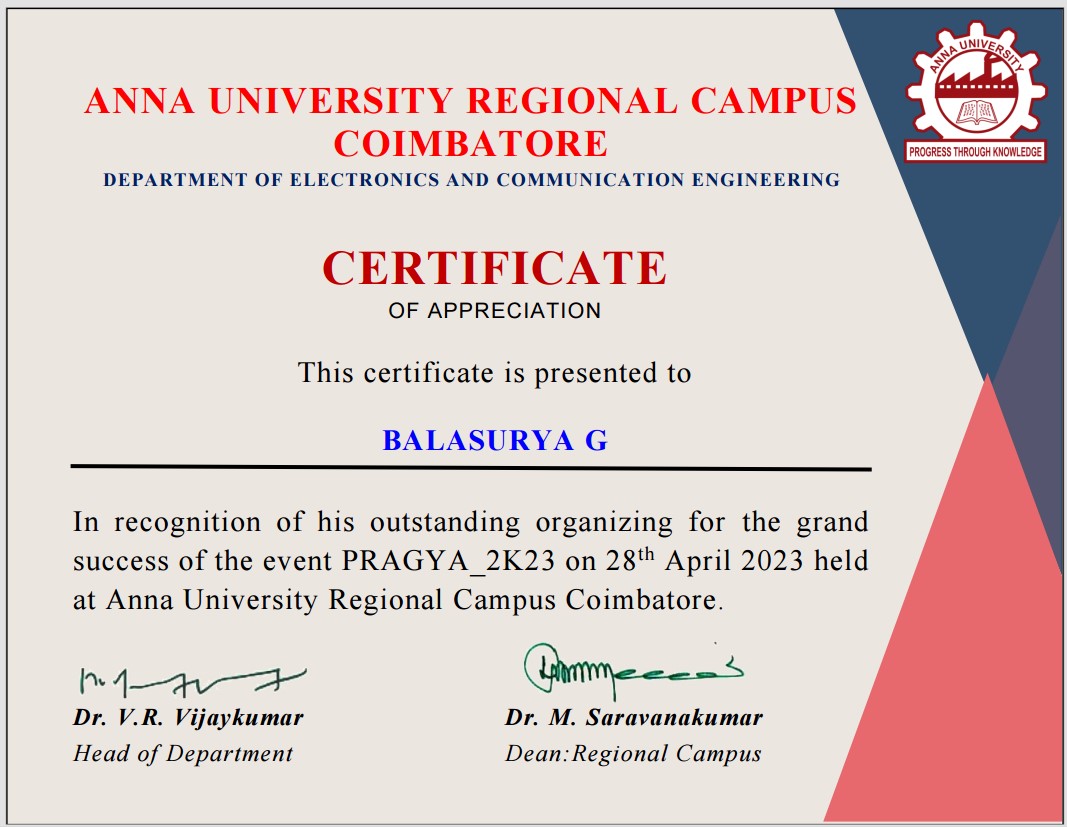 ANNA UNIVERSITY
PROGRESS THROUGH KNOWLEDGE
ANNA UNIVERSITY REGIONAL CAMPUS
COIMBATORE
DEPARTMENT OF ELECTRONICS AND COMMUNICATION ENGINEERING
CERTIFICATE
OF APPRECIATION
This certificate is presented to
BALASURYA G
In recognition of his outstanding organizing for the grand
success of the event PRAGYA_2K23 on 28th April 2023 held
at Anna University Regional Campus Coimbatore.
Dr. V.R. Vijaykumar
Dr. M. Saravanakumar
Head of Department
Dean:Regional Campus